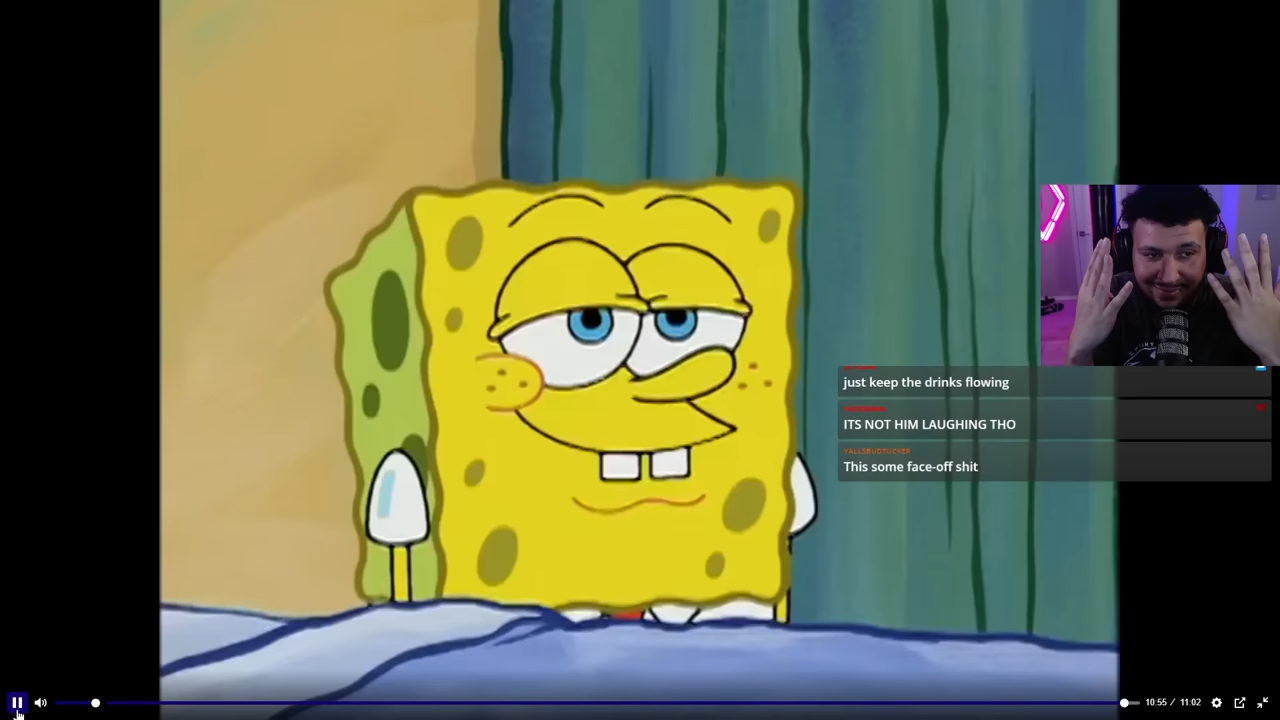 just keep the drinks flowing
ITS NOT HIM LAUGHING THO
YALLSBUDTUCKER
This some face-off shit
10:55 / 11:02